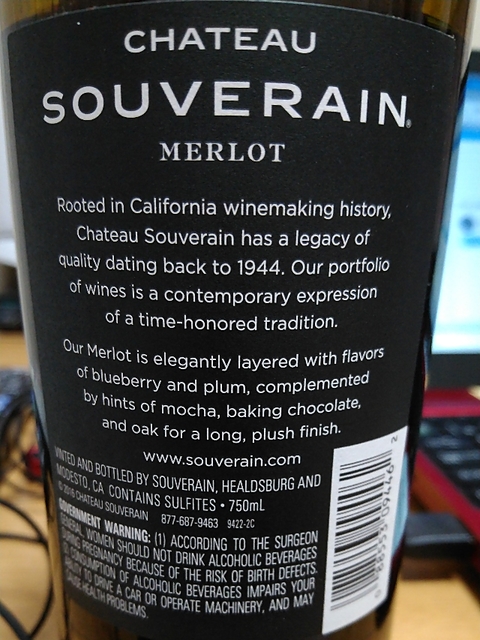 CHATEAU
SOUVERAIN®
MERLOT
Rooted in California winemaking history,
Chateau Souverain has a legacy of
quality dating back to 1944. Our portfolio
of wines is a contemporary expression
of a time-honored tradition.
Our Merlot is elegantly layered with flavors
of blueberry and plum, complemented
by hints of mocha, baking chocolate,
and oak for a long, plush finish.
www.souverain.com
VINTED AND BOTTLED BY SOUVERAIN, HEALDSBURG AND
MODESTO, CA CONTAINS SULFITES • 750mL
© 2016 CHATEAU SOUVERAIN 877-687-9463 9422-2C
GOVERNMENT WARNING: (1) ACCORDING TO THE SURGEON
GENERAL, WOMEN SHOULD NOT DRINK ALCOHOLIC BEVERAGES
DURING PREGNANCY BECAUSE OF THE RISK OF BIRTH DEFECTS.
CONSUMPTION OF ALCOHOLIC BEVERAGES IMPAIRS YOUR
TO DRIVE A CAR OR OPERATE MACHINERY, AND MAY
HEALTH PROBLEMS.